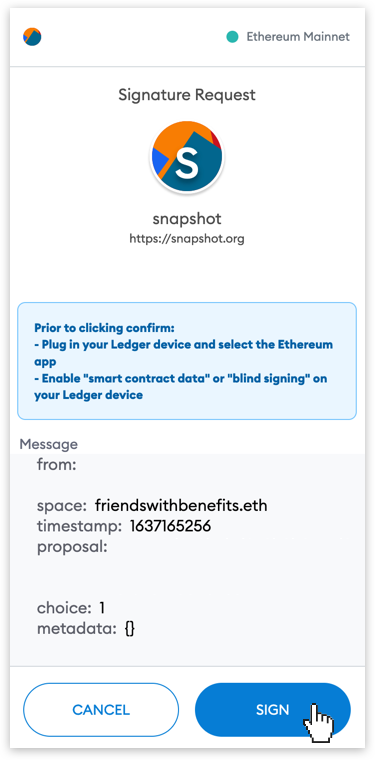 Ethereum Mainnet
Signature Request
S
snapshot
https://snapshot.org
Prior to clicking confirm:
- Plug in your Ledger device and select the Ethereum
app
- Enable "smart contract data" or "blind signing" on
your Ledger device
Message
from:
space: friendswithbenefits.eth
timestamp: 1637165256
proposal:
choice: 1
metadata: {}
CANCEL
SIGN